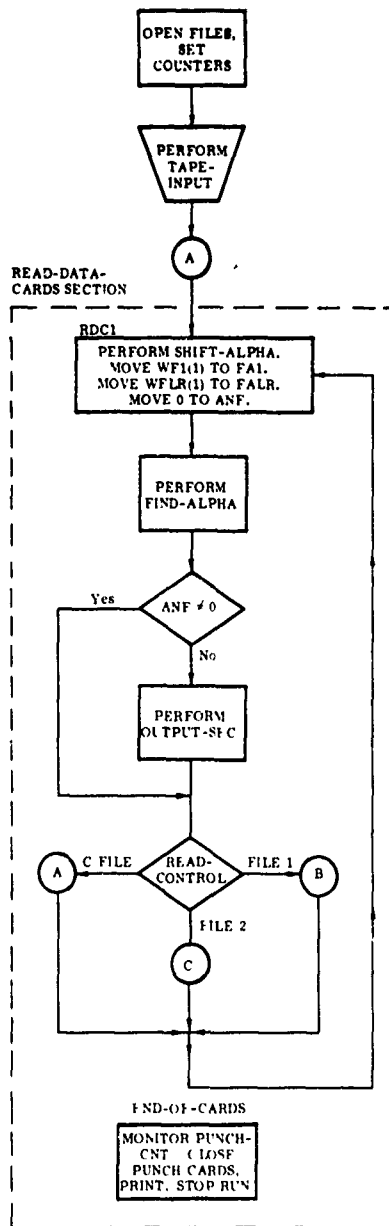 OPEN FILES,
SET
COUNTERS
PERFORM
TAPE-
INPUT
A
READ-DATA-
CARDS SECTION
RDC1
PERFORM SHIFT-ALPHA.
MOVE WF1(1) TO FA1.
MOVE WFLR(1) TO FALR.
MOVE 0 TO ANF.
PERFORM
FIND-ALPHA
Yes
ANF ≠ 0
No
PERFORM
OUTPUT-SEC
C FILE
READ-
CONTROL
FILE 1
A
B
FILE 2
C
END-OF-CARDS
MONITOR PUNCH-
CNT CLOSE
PUNCH CARDS,
PRINT, STOP RUN